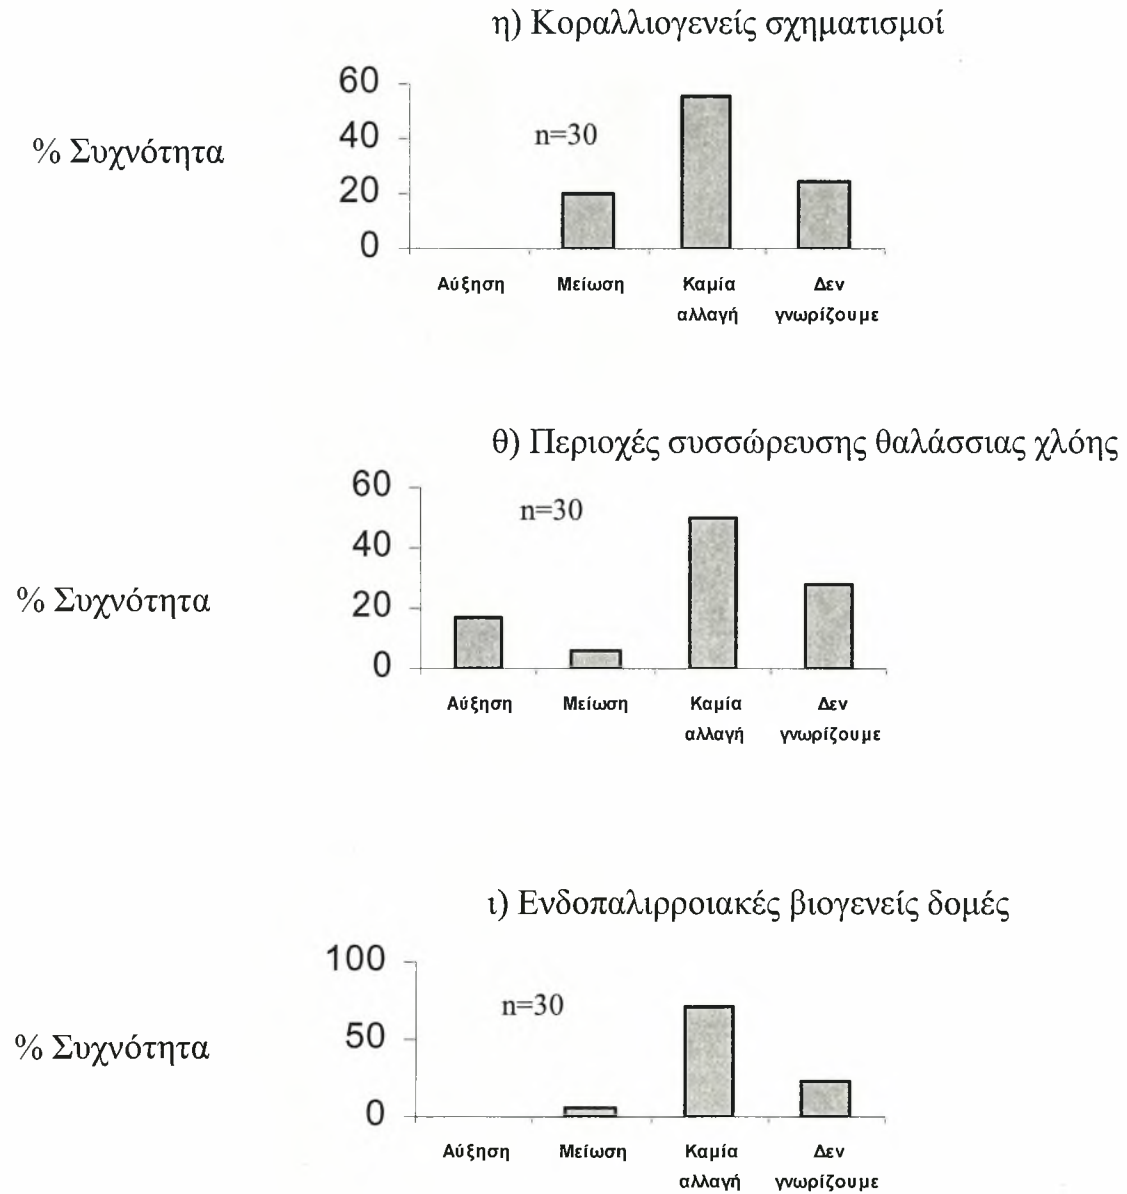 η) Κοραλλιογενείς σχηματισμοί
60
40
20
0
n=30
% Συχνότητα
Αύξηση Μείωση Καμία αλλαγή Δεν γνωρίζουμε
θ) Περιοχές συσσώρευσης θαλάσσιας χλόης
60
40
20
0
n=30
% Συχνότητα
Αύξηση Μείωση Καμία αλλαγή Δεν γνωρίζουμε
ι) Ενδοπαλιρροιακές βιογενείς δομές
100
50
0
n=30
% Συχνότητα
Αύξηση Μείωση Καμία αλλαγή Δεν γνωρίζουμε